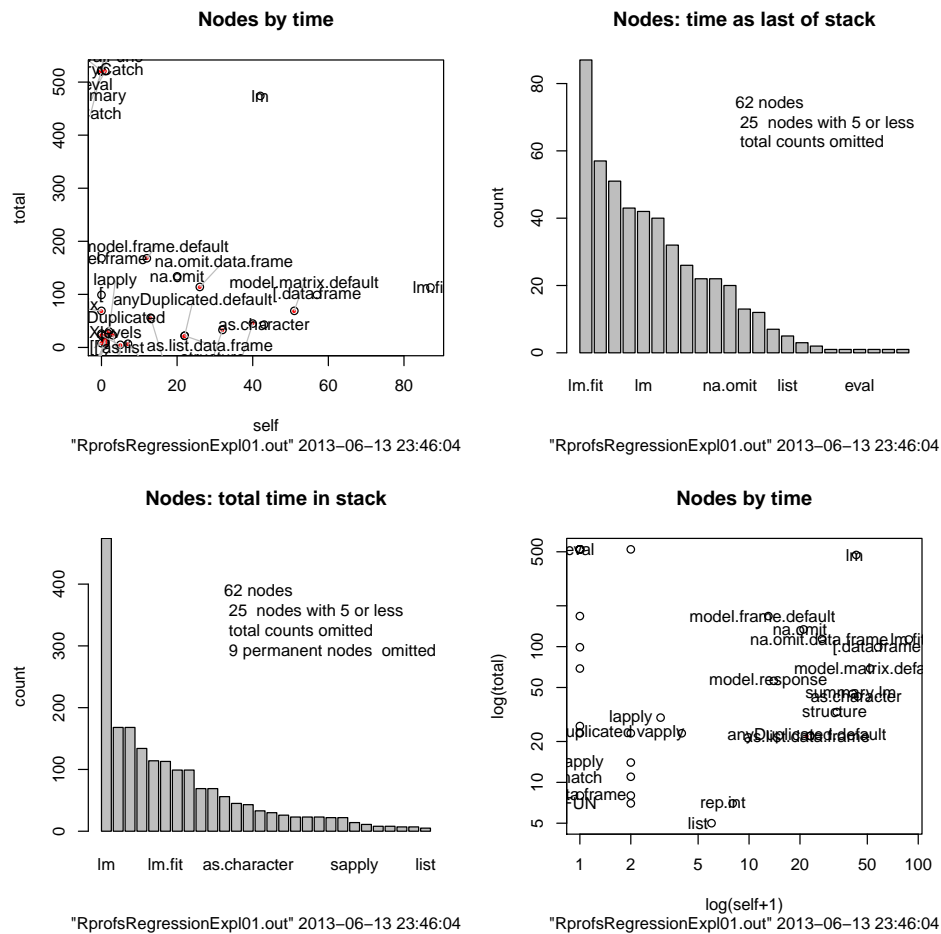 Nodes by time
total
500
400
300
200
100
0
lm
model.frame.default
na.omit.data.frame
na.omit
lapply
model.matrix.default
[.data.frame
anyDuplicated.default
as.character
as.list.data.frame
0 20 40 60 80
self
"RprofsRegressionExpl01.out" 2013−06−13 23:46:04
Nodes: time as last of stack
count
80
60
40
20
0
62 nodes
25 nodes with 5 or less
total counts omitted
lm.fit lm na.omit list eval
"RprofsRegressionExpl01.out" 2013−06−13 23:46:04
Nodes: total time in stack
count
400
300
200
100
0
62 nodes
25 nodes with 5 or less
total counts omitted
9 permanent nodes omitted
lm lm.fit as.character sapply list
"RprofsRegressionExpl01.out" 2013−06−13 23:46:04
Nodes by time
log(total)
500
100
50
20
10
5
eval
lm
model.frame.default
na.omit
na.omit.data.frame
[.data.frame
model.matrix.defa
model.response
summary.lm
as.character
structure
lapply
vapply
anyDuplicated.default
as.list.data.frame
rep.int
list
1 2 5 10 20 50 100
log(self+1)
"RprofsRegressionExpl01.out" 2013−06−13 23:46:04